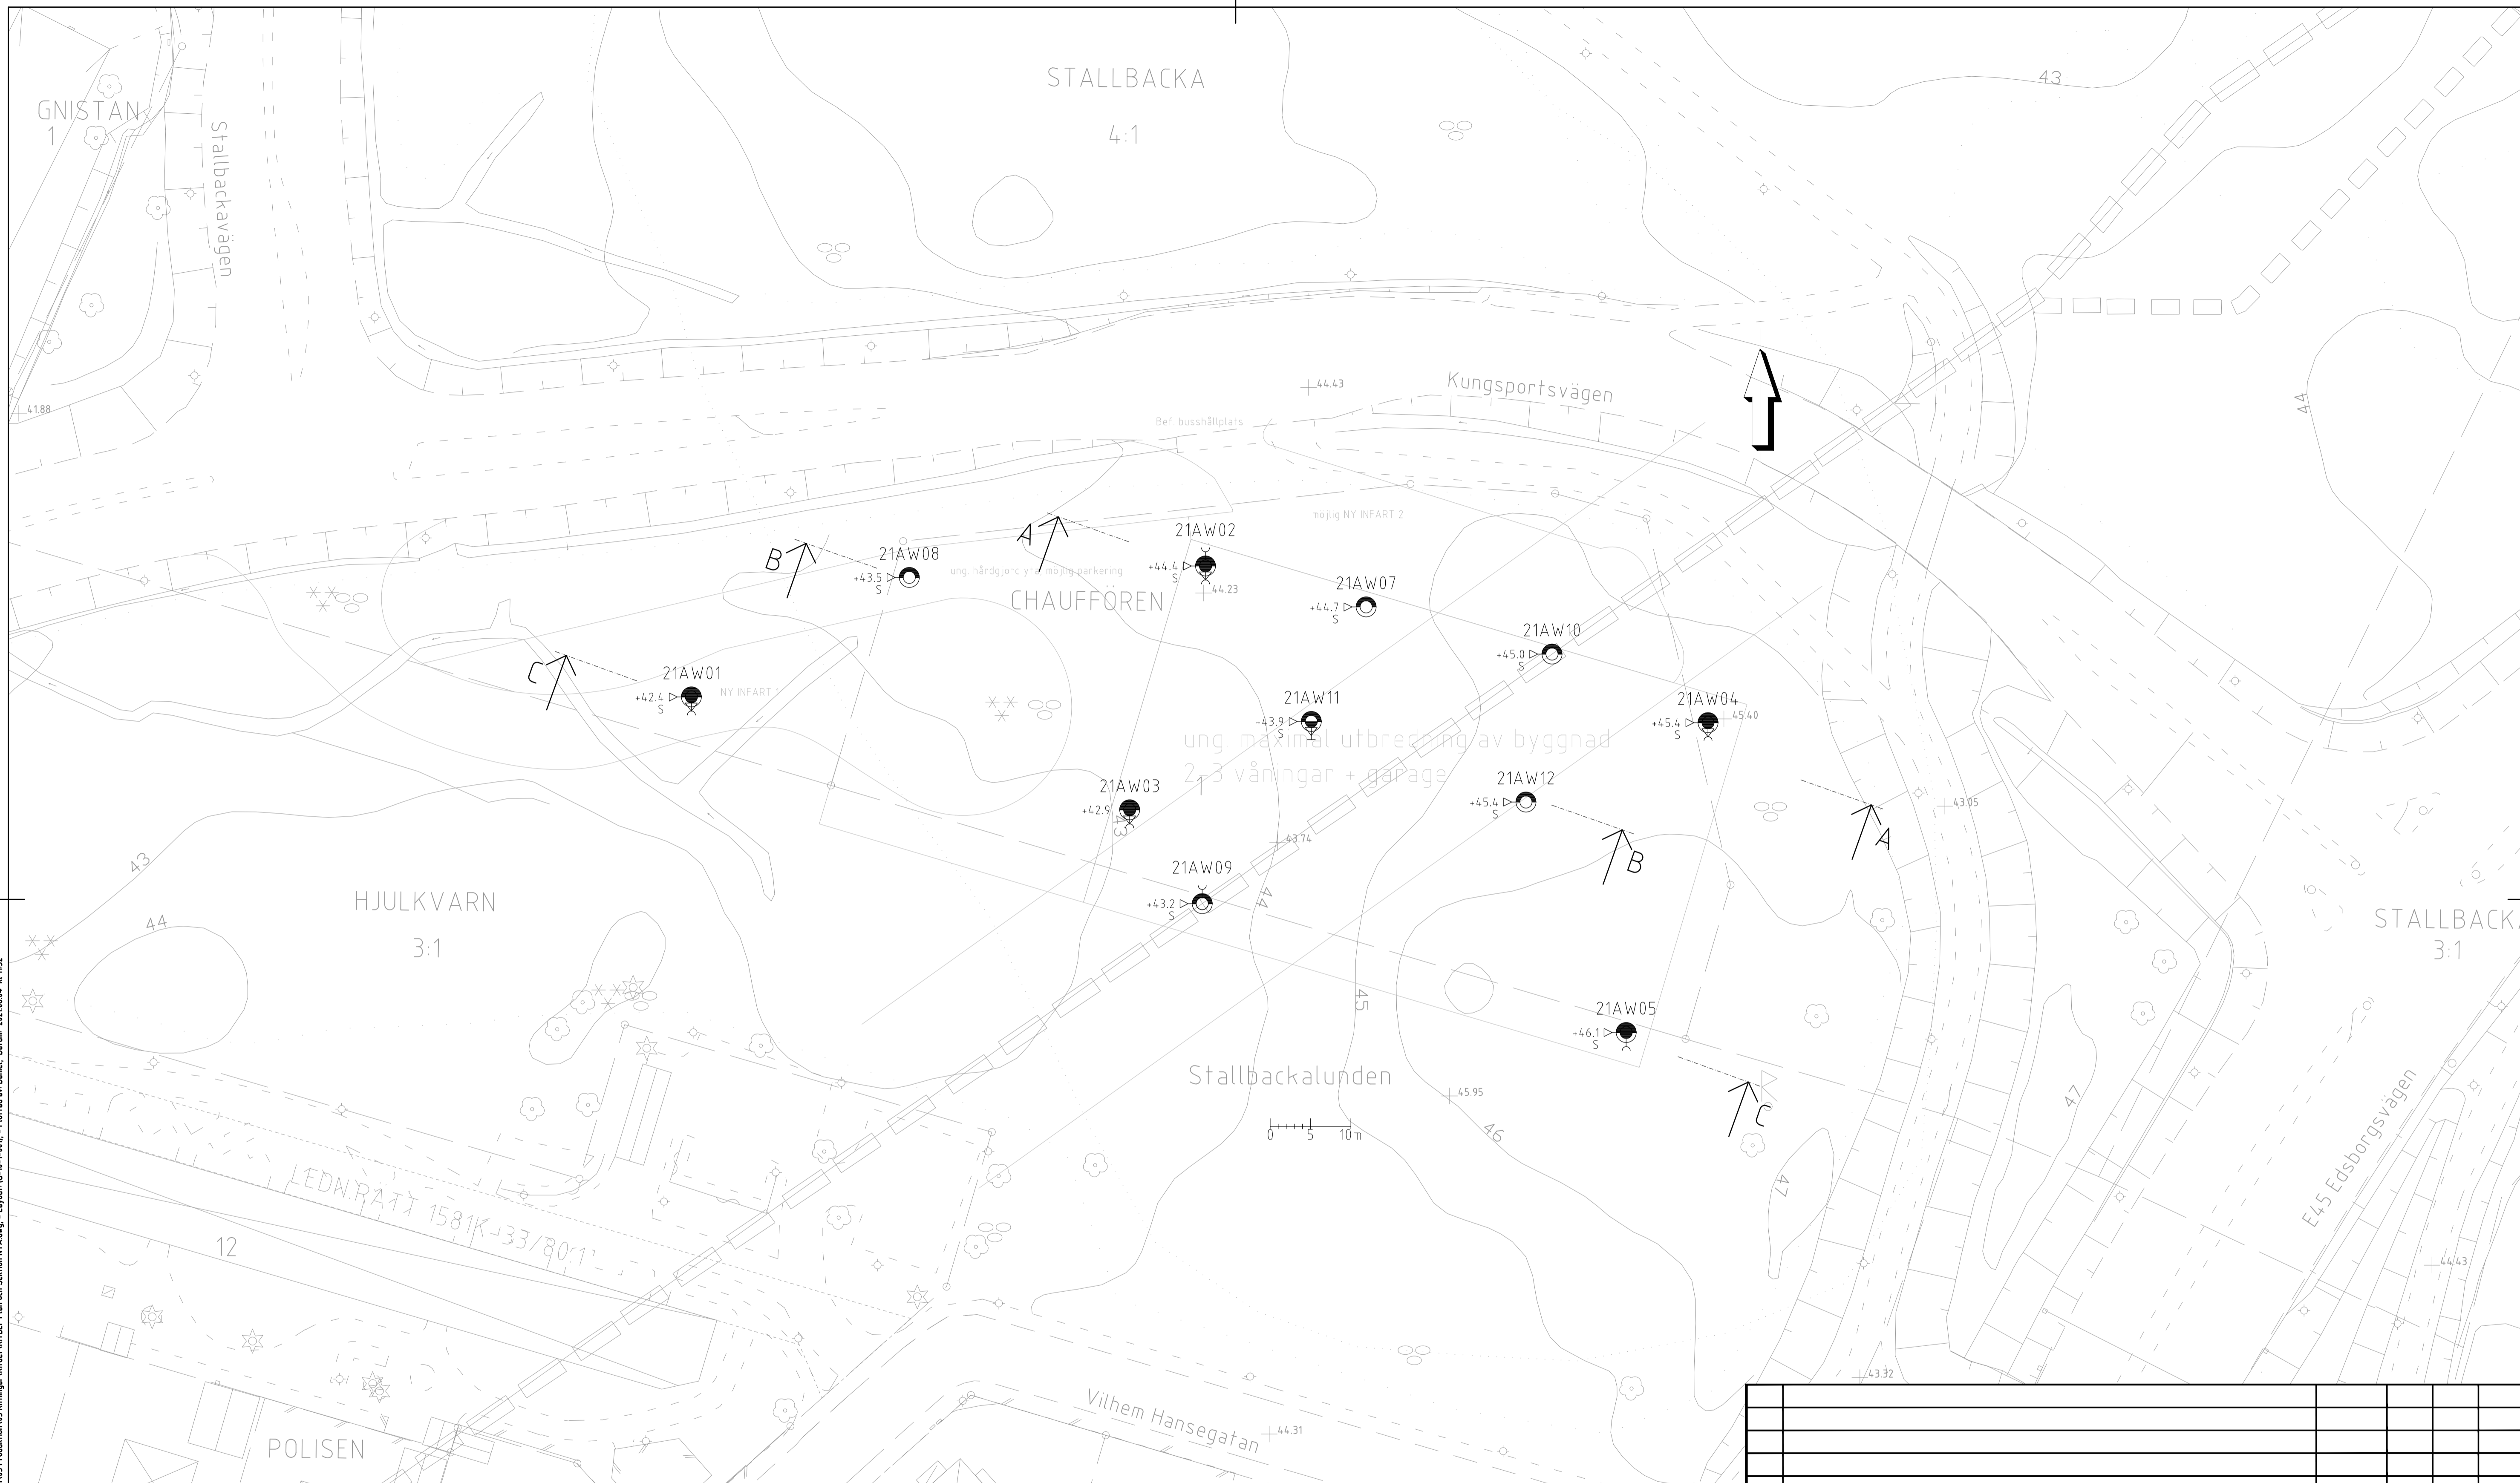 STALLBACKA
4:1
GNISTAN
1
Stallbackavägen
43
41.88
44.43
Kungsportsvägen
44
Bef. busshållplats
möjlig NY INFART 2
A
B
21AW08
+43.5
S
21AW02
+44.4
S
44.23
ung. hårdgjord yta, möjlig parkering
CHAUFFÖREN
21AW07
+44.7
S
21AW10
+45.0
S
C
21AW01
+42.4
S
NY INFART 1
21AW11
+43.9
S
21AW04
+45.4
S
45.40
ung. maximal utbredning av byggnad
2-3 våningar + garage
1
21AW03
+42.9
43
21AW12
+45.4
S
43.05
A
B
43.74
43
21AW09
+43.2
S
44
HJULKVARN
3:1
44
STALLBACKA
3:1
45
21AW05
+46.1
S
Stallbackalunden
45.95
46
0 5 10m
C
47
47
E45 Edsborgsvägen
LEDN.RÄTT 1581K-33/80.1
12
44.43
43.32
Vilhem Hansegatan
44.31
POLISEN